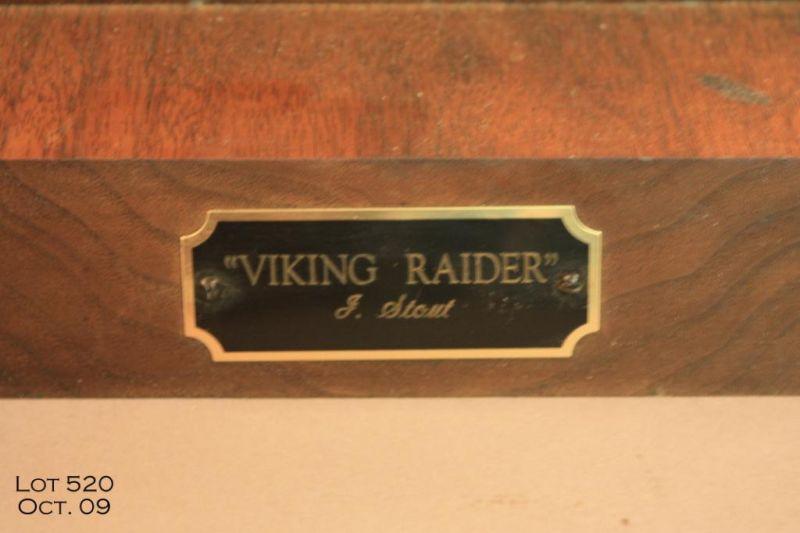 “VIKING RAIDER”
J. Stout
LOT 520
OCT. 09